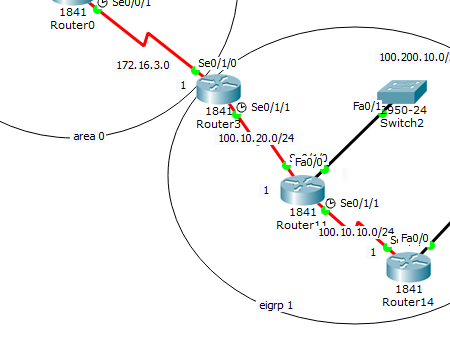 Se0/0/1
1841
Router0
172.16.3.0
Se0/1/0
1
1841
Router3
Se0/1/1
area 0
100.10.20.0/24
100.200.10.0/
Fa0/1
2950-24
Switch2
Fa0/0
1
1841
Se0/1/1
100.10.10.0/24
1
Fa0/0
1841
Router14
eigrp 1